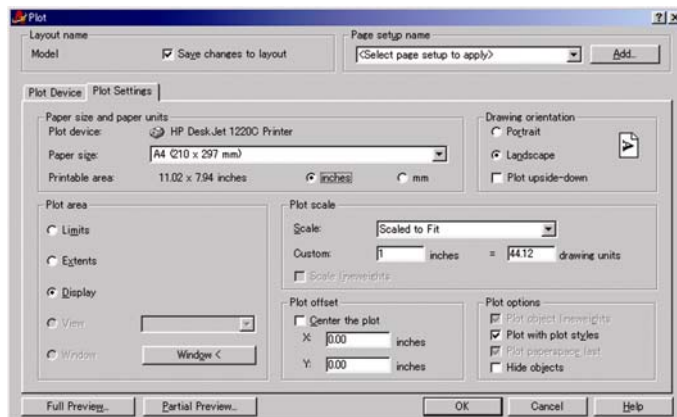 Plot
Layout name
Model
Save changes to layout
Page setup name
<Select page setup to apply>
Add...
Plot Device
Plot Settings
Paper size and paper units
Plot device:
HP DeskJet 1220C Printer
Paper size:
A4 (210 x 297 mm)
Printable area:
11.02 x 7.94 inches
inches
mm
Drawing orientation
Portrait
Landscape
Plot upside-down
A
Plot area
Limits
Extents
Display
View
Window
Window <
Plot scale
Scale:
Scaled to Fit
Custom:
1
inches
=
44.12
drawing units
Scale lineweights
Plot offset
Center the plot
X:
0.00
inches
Y:
0.00
inches
Plot options
Plot object lineweights
Plot with plot styles
Plot paperspace last
Hide objects
Full Preview...
Partial Preview...
OK
Cancel
Help